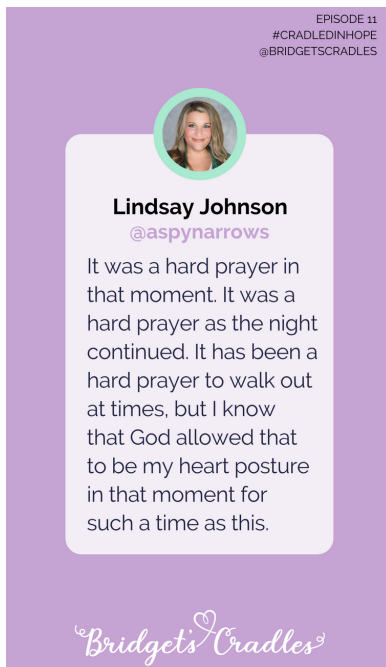 EPISODE 11
#CRADLEDINHOPE
@BRIDGETSCRADLES
Lindsay Johnson
@aspynarrows
It was a hard prayer in
that moment. It was a
hard prayer as the night
continued. It has been a
hard prayer to walk out
at times, but I know
that God allowed that
to be my heart posture
in that moment for
such a time as this.
Bridget's Cradles